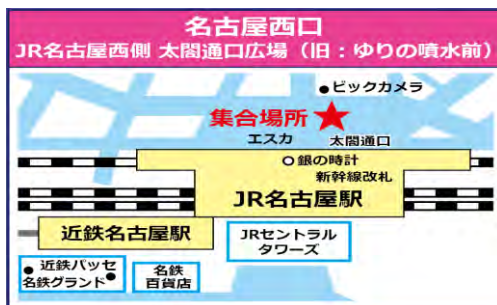 名古屋西口
JR名古屋西側 太閤通口広場（旧：ゆりの噴水前）
ビックカメラ
集合場所
エスカ
太閤通口
銀の時計
新幹線改札
JR名古屋駅
近鉄名古屋駅
JRセントラル
タワーズ
近鉄パッセ
名鉄グランド
名鉄
百貨店